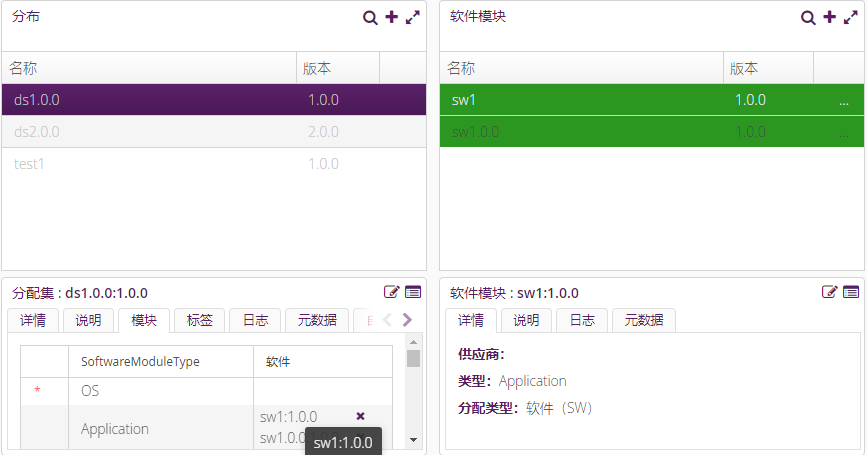 分布
名称 版本
ds1.0.0 1.0.0
ds2.0.0 2.0.0
test1 1.0.0
软件模块
名称 版本
sw1 1.0.0 ...
sw1.0.0 1.0.0 ...
分配集 : ds1.0.0:1.0.0
详情 说明 模块 标签 日志 元数据
SoftwareModuleType 软件
* OS
Application sw1:1.0.0
sw1:1.0.0
软件模块 : sw1:1.0.0
详情 说明 日志 元数据
供应商：
类型：Application
分配类型：软件（SW）